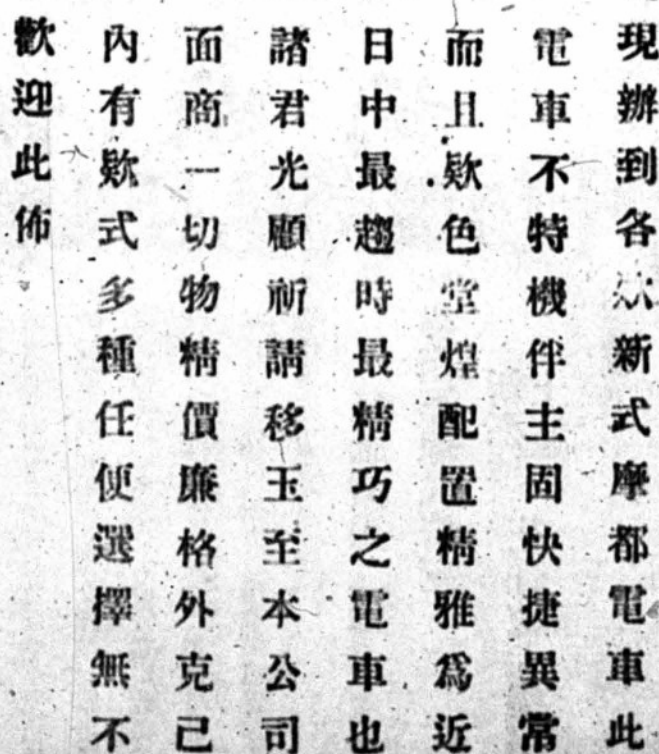 現辦到各欵新式摩都電車此
電車不特機件主固快捷異常
而且欵色堂煌配置精雅爲近
日中最趨時最精巧之電車也
諸君光顧祈請移玉至本公司
面商一切物精價廉格外克己
內有欵式多種任便選擇無不
歡迎此佈